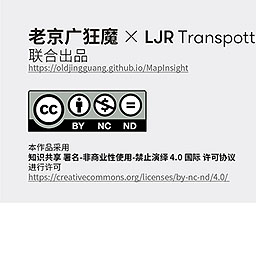 老京广狂魔 × LJR Transpott
联合出品
https://oldjingguang.github.io/MapInsight
cc
BY NC ND
本作品采用
知识共享 署名-非商业性使用-禁止演绎 4.0 国际 许可协议
进行许可
https://creativecommons.org/licenses/by-nc-nd/4.0/